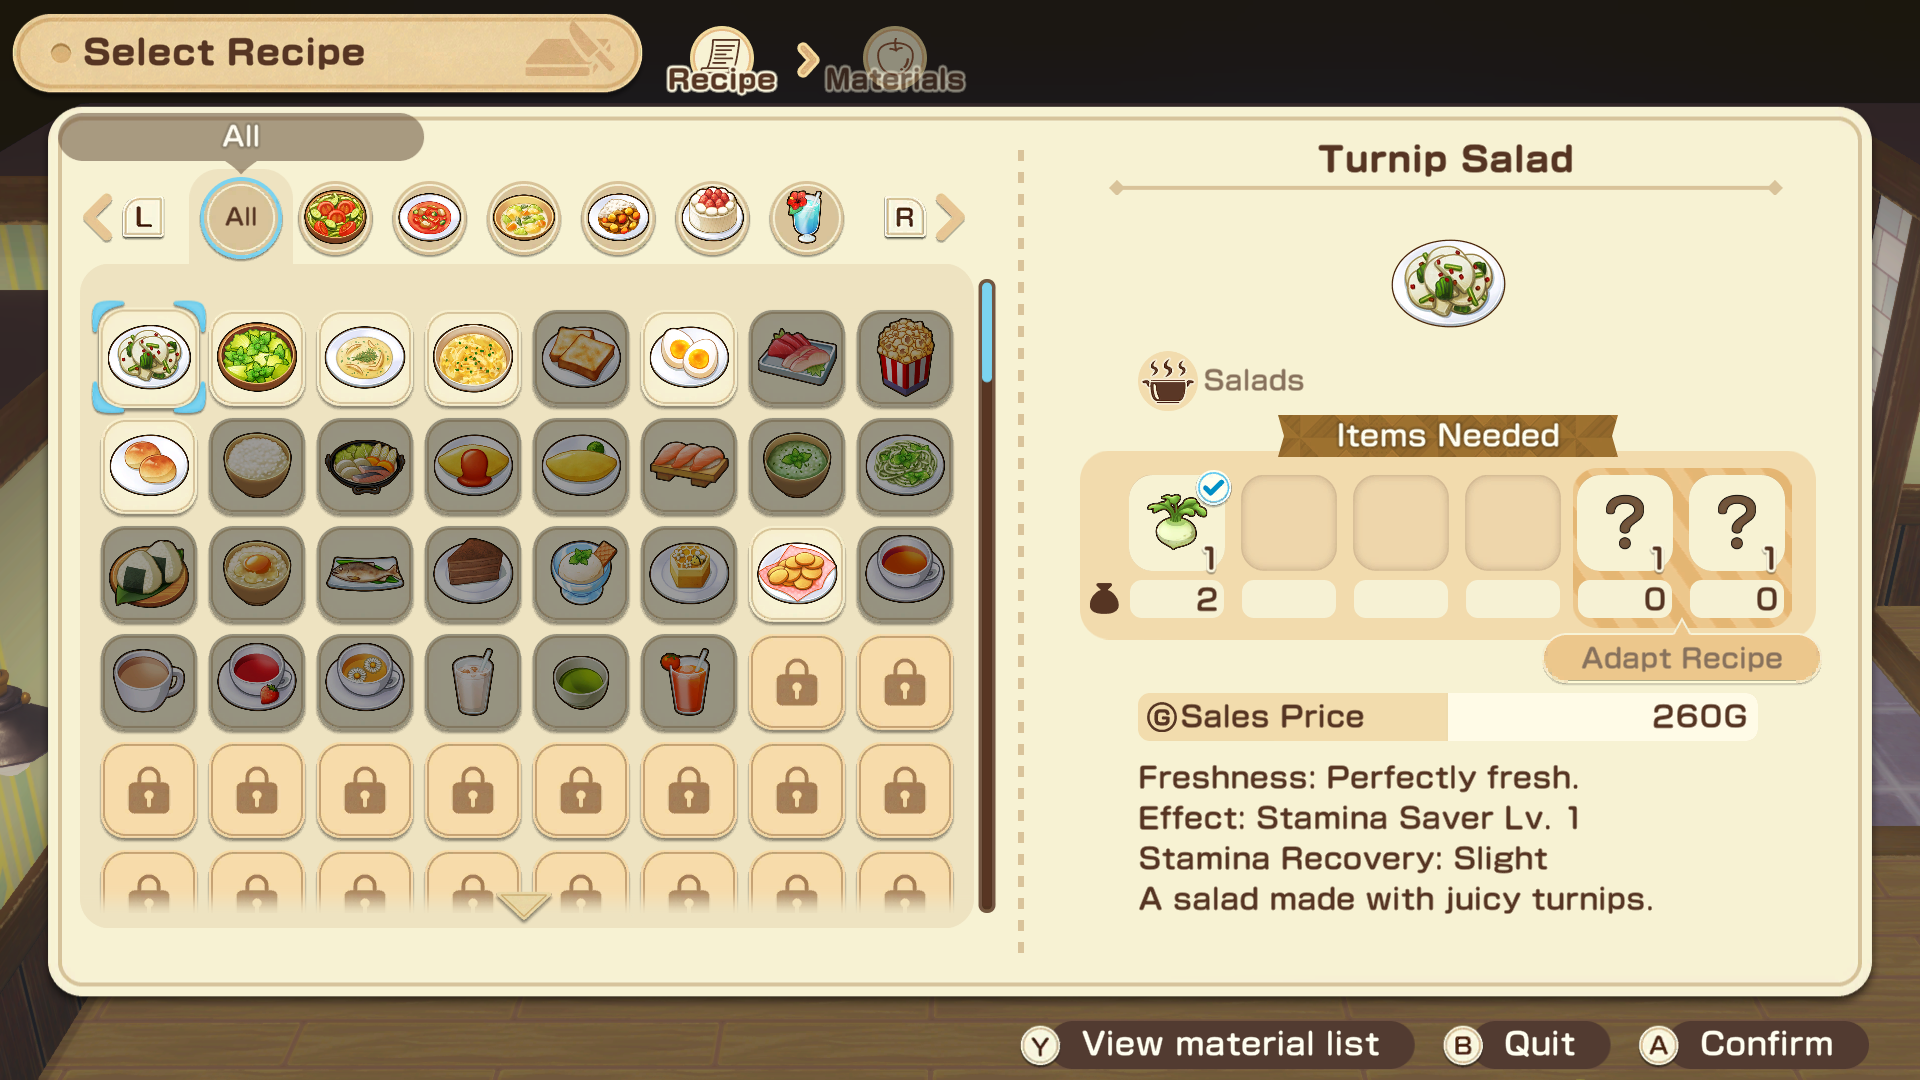 Select Recipe
Recipe
Materials
All
L
All
R
Turnip Salad
Salads
Items Needed
1
? 1
? 1
2
0
0
Adapt Recipe
G Sales Price 260G
Freshness: Perfectly fresh.
Effect: Stamina Saver Lv. 1
Stamina Recovery: Slight
A salad made with juicy turnips.
Y View material list
B Quit
A Confirm